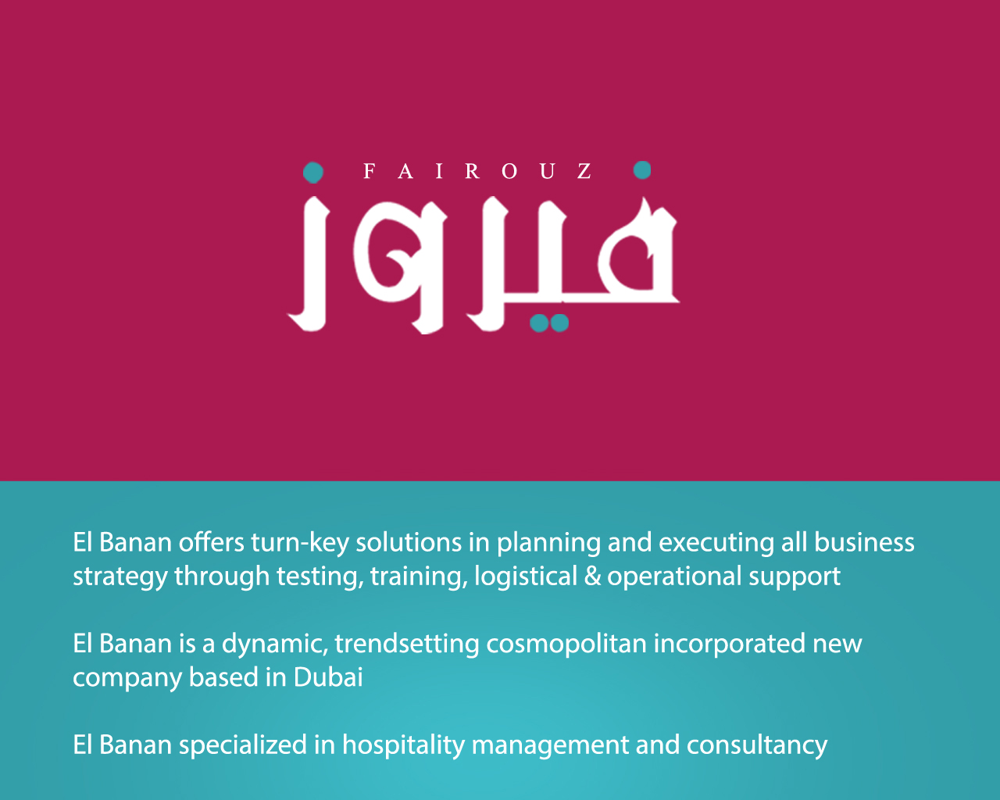 FAIROUZ
فيروز
El Banan offers turn-key solutions in planning and executing all business
strategy through testing, training, logistical & operational support
El Banan is a dynamic, trendsetting cosmopolitan incorporated new
company based in Dubai
El Banan specialized in hospitality management and consultancy